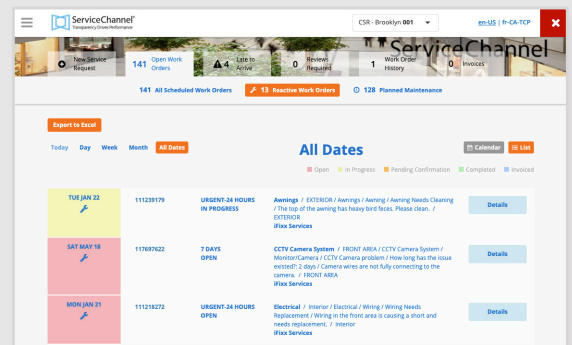 ServiceChannel
Transparency Driven Performance
CSR - Brooklyn 001
en-US | fr-CA-TCP
ServiceChannel
New Service Request
141 Open Work Orders
4 Late to Arrive
0 Reviews Required
1 Work Order History
0 Invoices
141 All Scheduled Work Orders
13 Reactive Work Orders
128 Planned Maintenance
Export to Excel
Today Day Week Month All Dates
All Dates
Calendar List
Open In Progress Pending Confirmation Completed Invoiced
TUE JAN 22
111239179
URGENT-24 HOURS
IN PROGRESS
Awnings / EXTERIOR / Awnings / Awning / Awning Needs Cleaning
/ The top of the awning has heavy bird feces. Please clean. /
EXTERIOR
iFixx Services
Details
SAT MAY 18
117697622
7 DAYS
OPEN
CCTV Camera System / FRONT AREA / CCTV Camera System /
Monitor/Camera / CCTV Camera problem / How long has the issue
existed?: 2 days / Camera wires are not fully connecting to the
camera. / FRONT AREA
iFixx Services
Details
MON JAN 21
111218272
URGENT-24 HOURS
OPEN
Electrical / Interior / Electrical / Wiring / Wiring Needs
Replacement / Wiring in the front area is causing a short and
needs replacement. / Interior
iFixx Services
Details